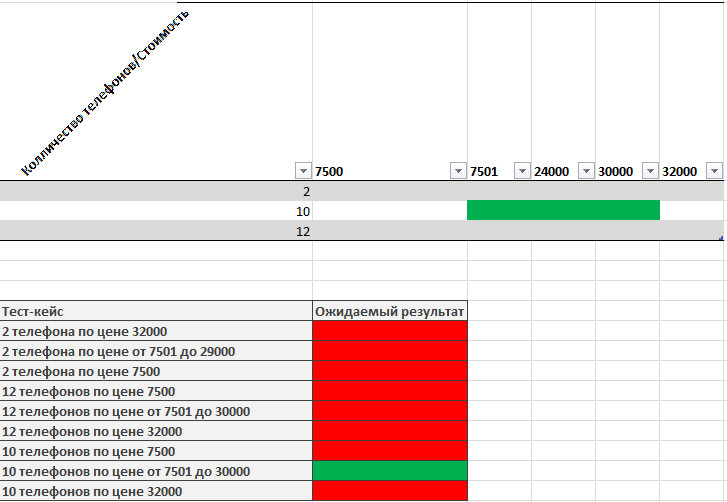 Колличество телефонов/Стоимость
7500 7501 24000 30000 32000
2
10
12
Тест-кейс Ожидаемый результат
2 телефона по цене 32000
2 телефона по цене от 7501 до 29000
2 телефона по цене 7500
12 телефонов по цене 7500
12 телефонов по цене от 7501 до 30000
12 телефонов по цене 32000
10 телефонов по цене 7500
10 телефонов по цене от 7501 до 30000
10 телефонов по цене 32000